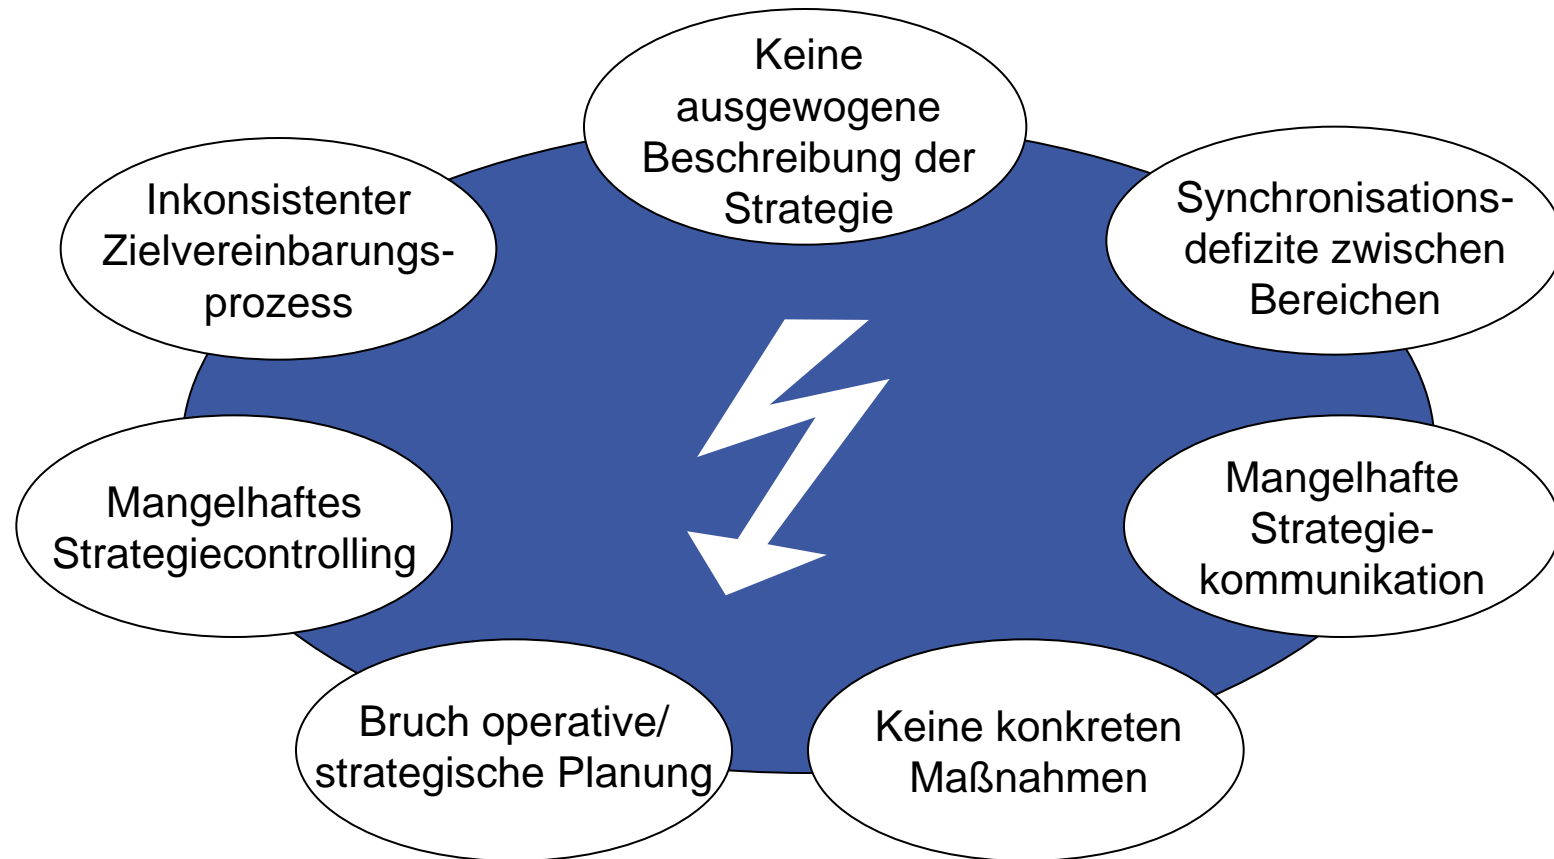 Keine
ausgewogene
Beschreibung der
Strategie
Synchronisations-
defizite zwischen
Bereichen
Mangelhafte
Strategie-
kommunikation
Keine konkreten
Maßnahmen
Bruch operative/
strategische Planung
Mangelhaftes
Strategiecontrolling
Inkonsistenter
Zielvereinbarungs-
prozess